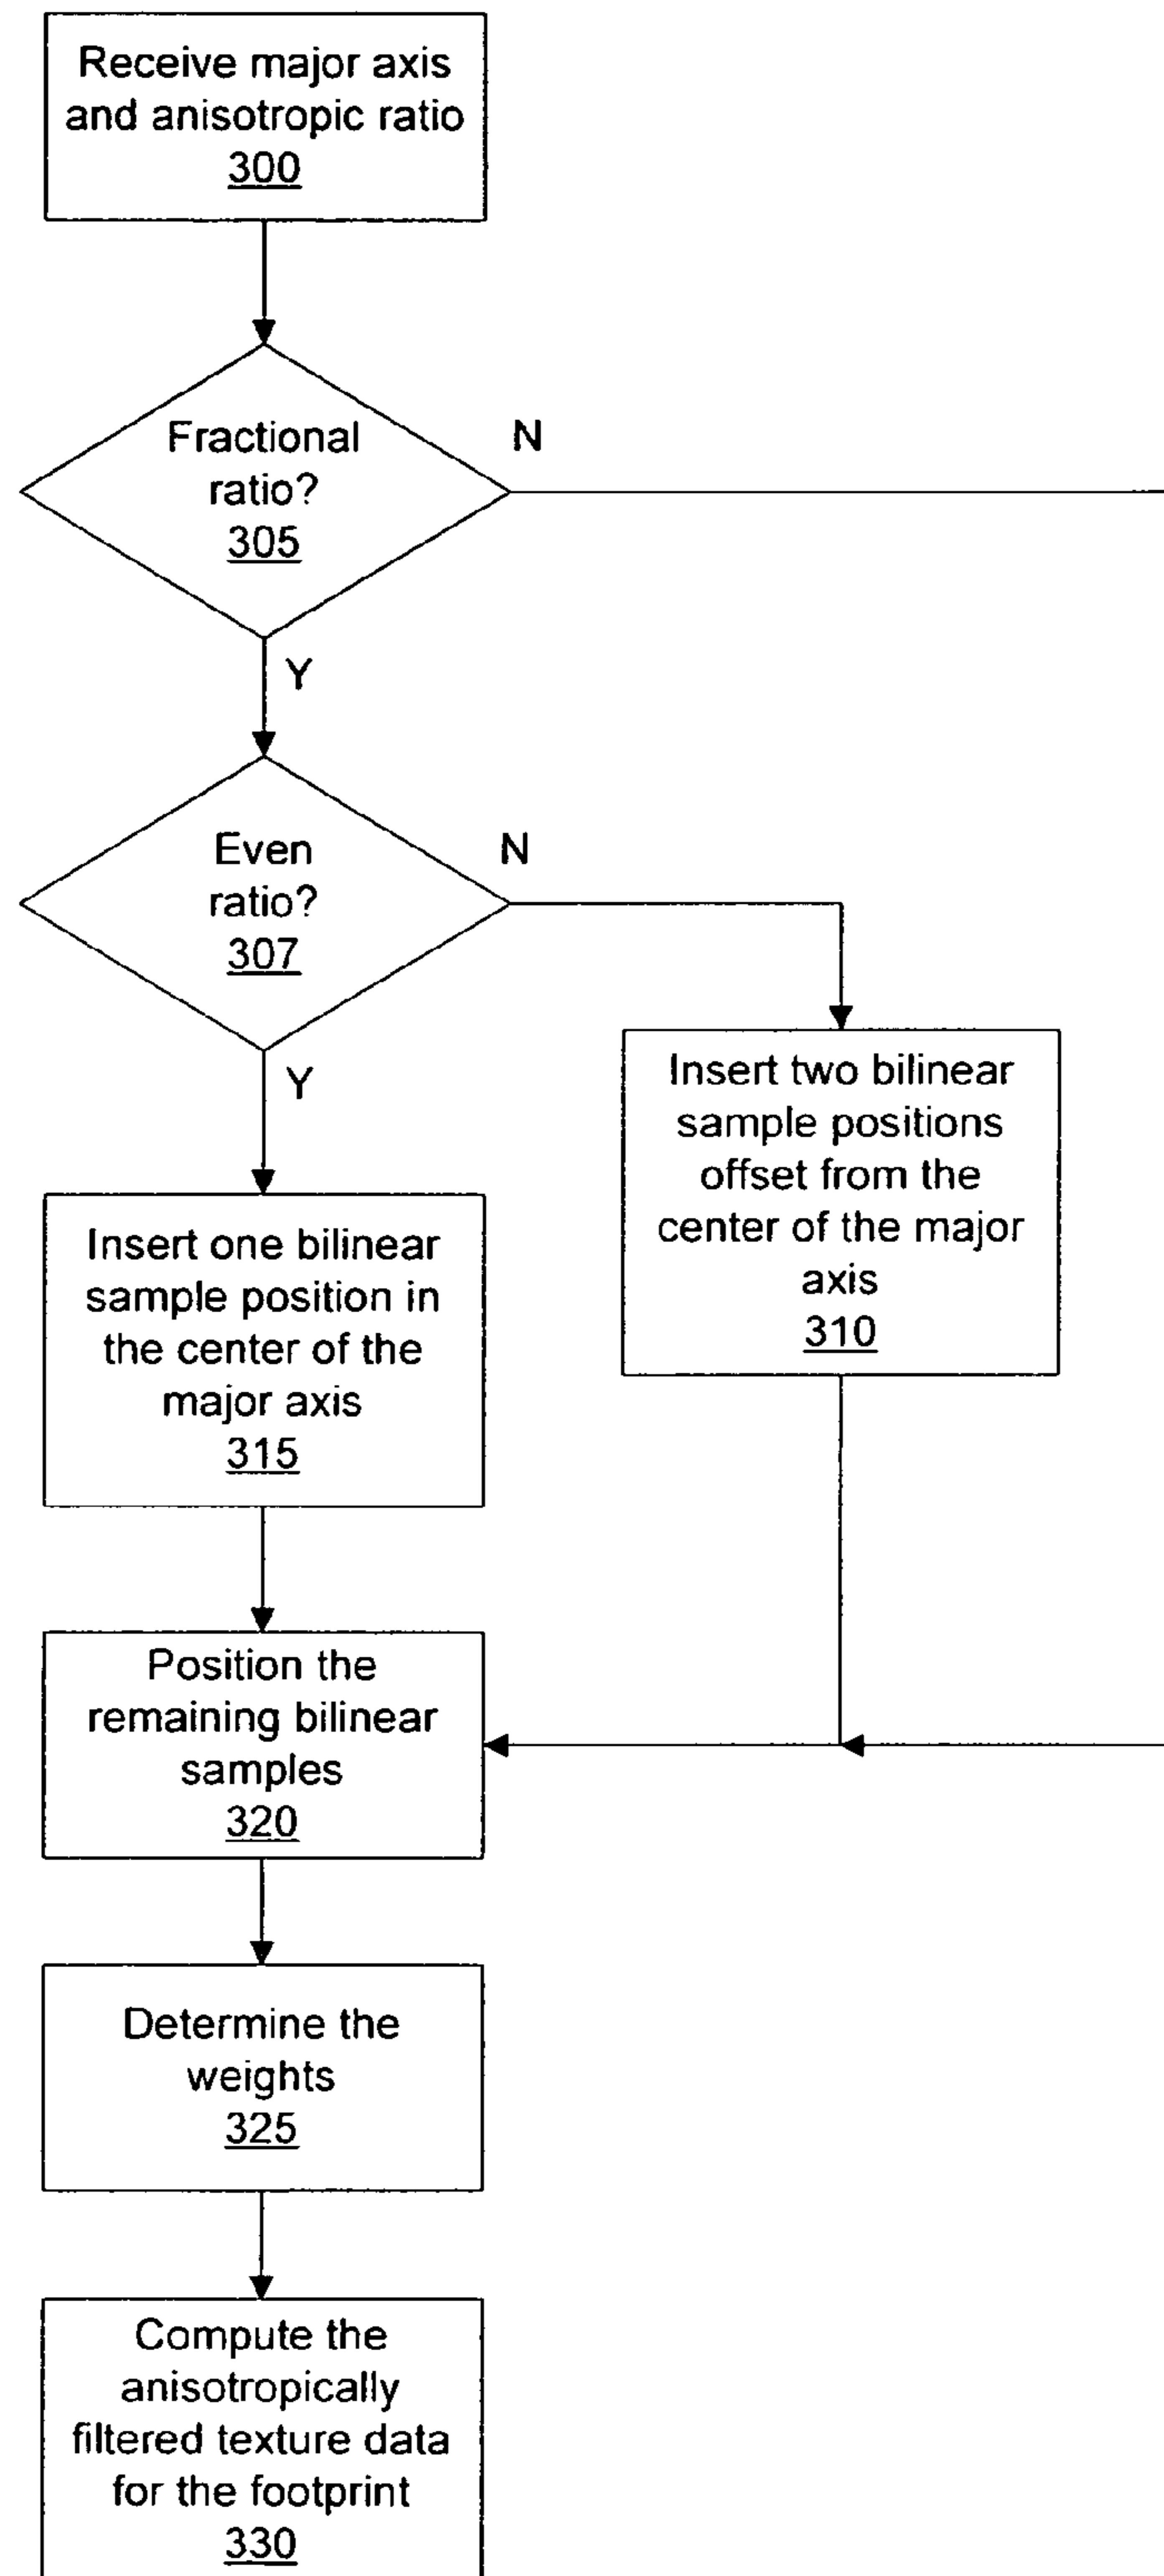 Receive major axis
and anisotropic ratio
300
Fractional
ratio?
305
N
Y
Even
ratio?
307
N
Y
Insert two bilinear
sample positions
offset from the
center of the major
axis
310
Insert one bilinear
sample position in
the center of the
major axis
315
Position the
remaining bilinear
samples
320
Determine the
weights
325
Compute the
anisotropically
filtered texture data
for the footprint
330